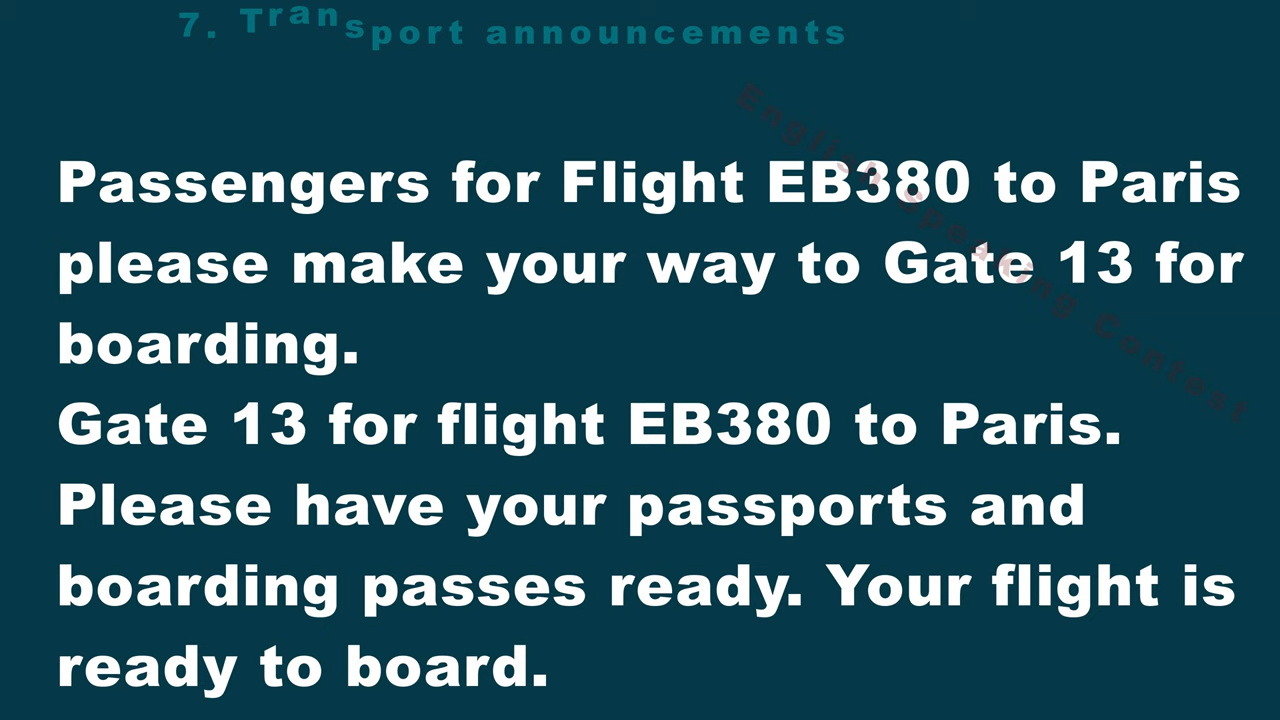 7. Transport announcements
English Speaking Contest
Passengers for Flight EB380 to Paris
please make your way to Gate 13 for
boarding.
Gate 13 for flight EB380 to Paris.
Please have your passports and
boarding passes ready. Your flight is
ready to board.